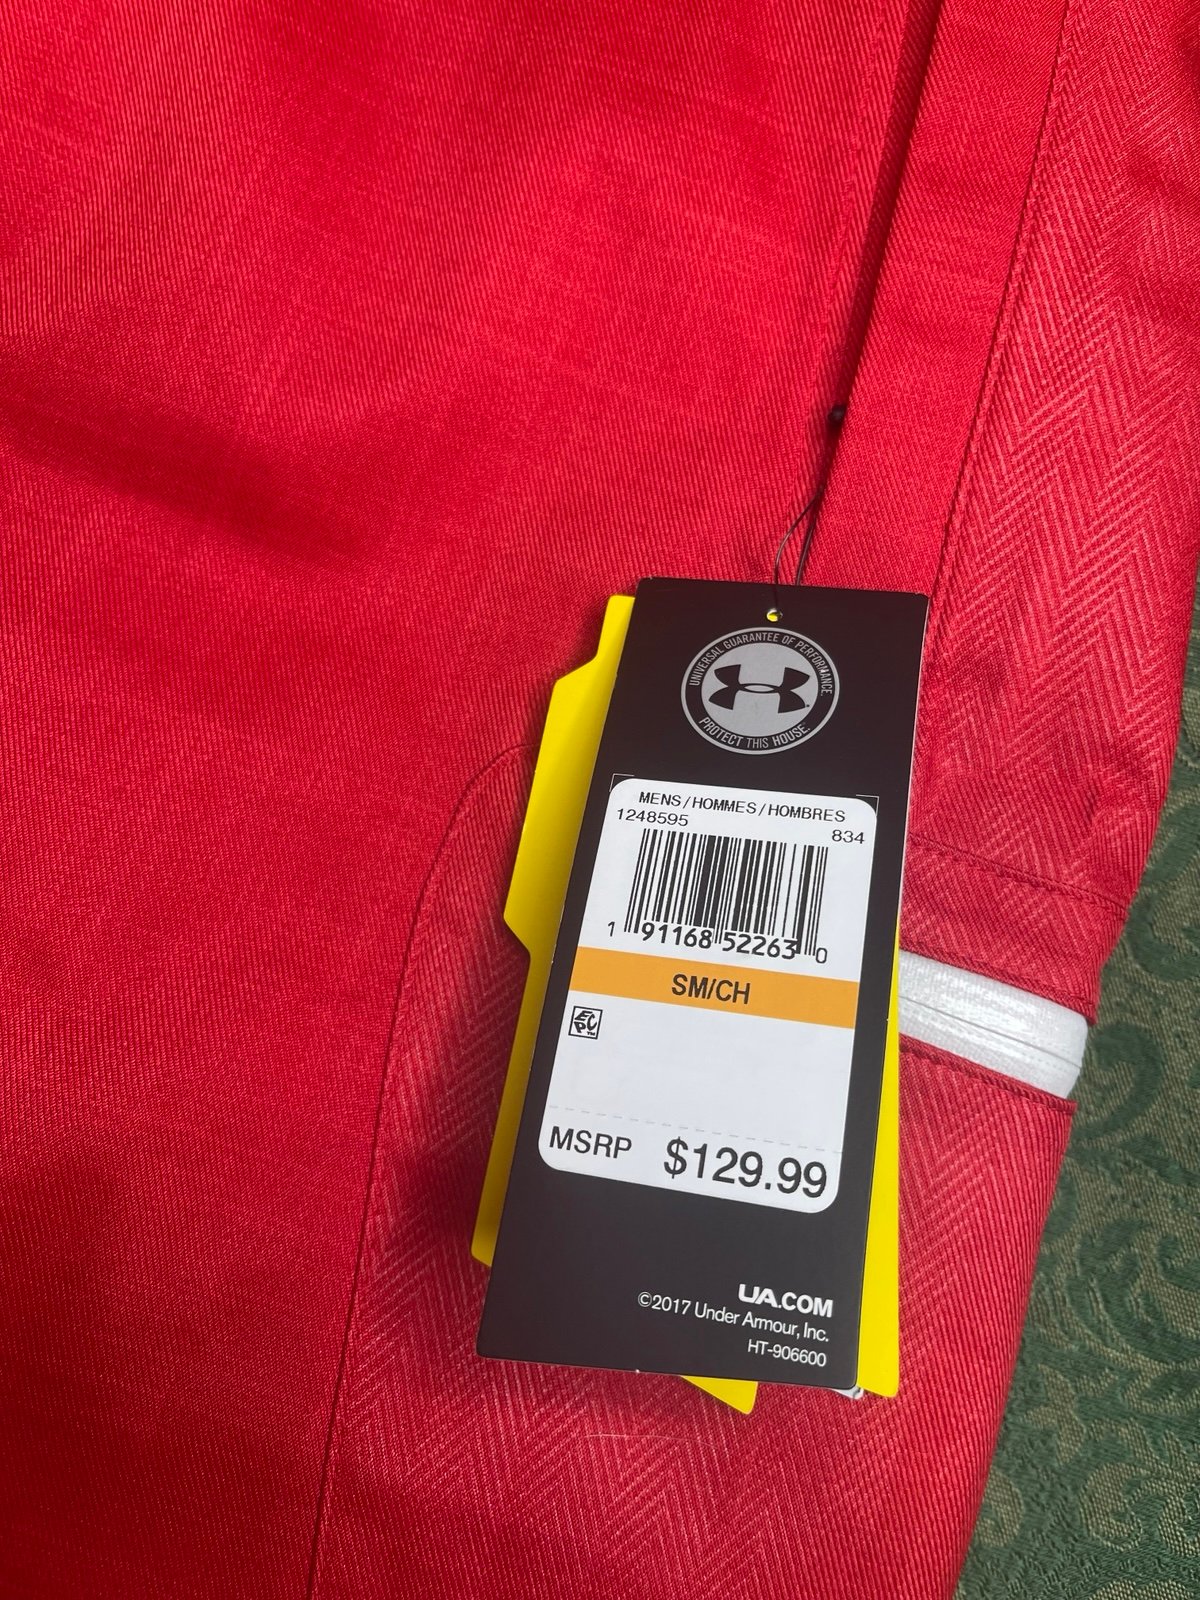 UNIVERSAL GUARANTEE OF PERFORMANCE.
PROTECT THIS HOUSE.
MENS/HOMMES/HOMBRES
1248595 834
1 91168 52263 0
SM/CH
EPC
MSRP $129.99
UA.COM
©2017 Under Armour, Inc.
HT-906600